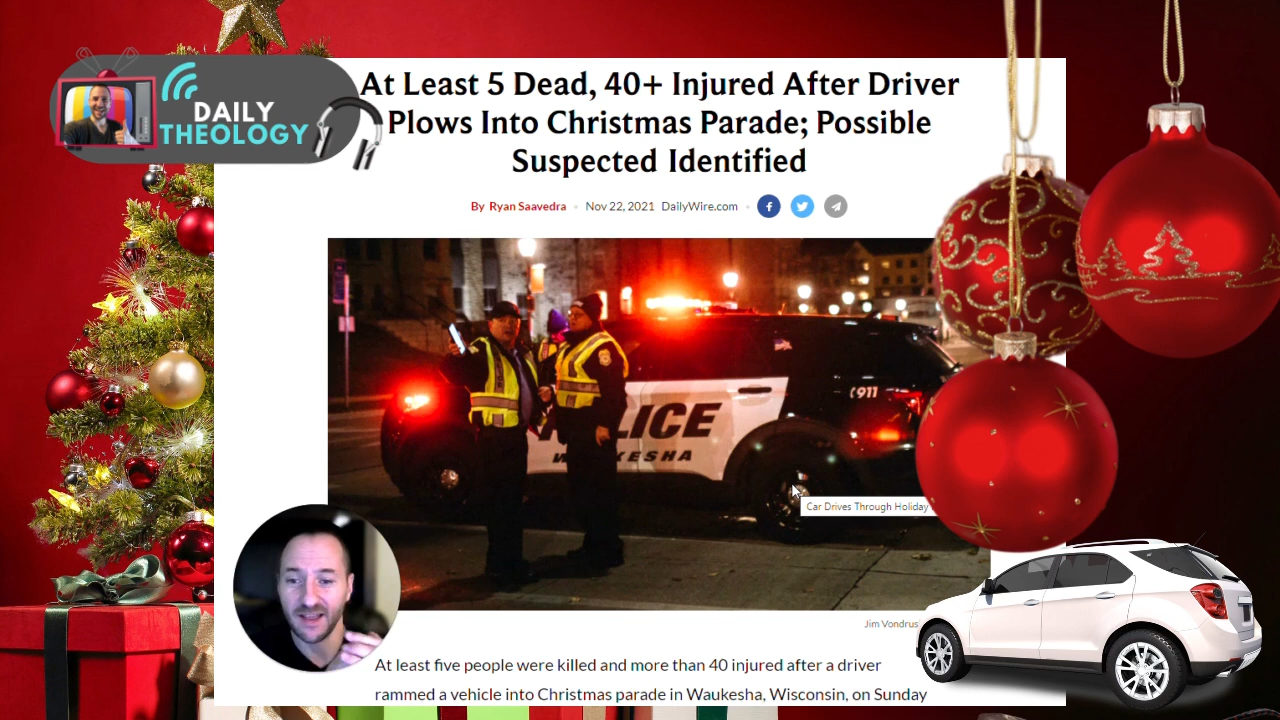 DAILY
THEOLOGY
At Least 5 Dead, 40+ Injured After Driver
Plows Into Christmas Parade; Possible
Suspected Identified
By Ryan Saavedra Nov 22, 2021 DailyWire.com
911
POLICE
WAUKESHA
Car Drives Through Holiday
Jim Vondrus
At least five people were killed and more than 40 injured after a driver
rammed a vehicle into Christmas parade in Waukesha, Wisconsin, on Sunday